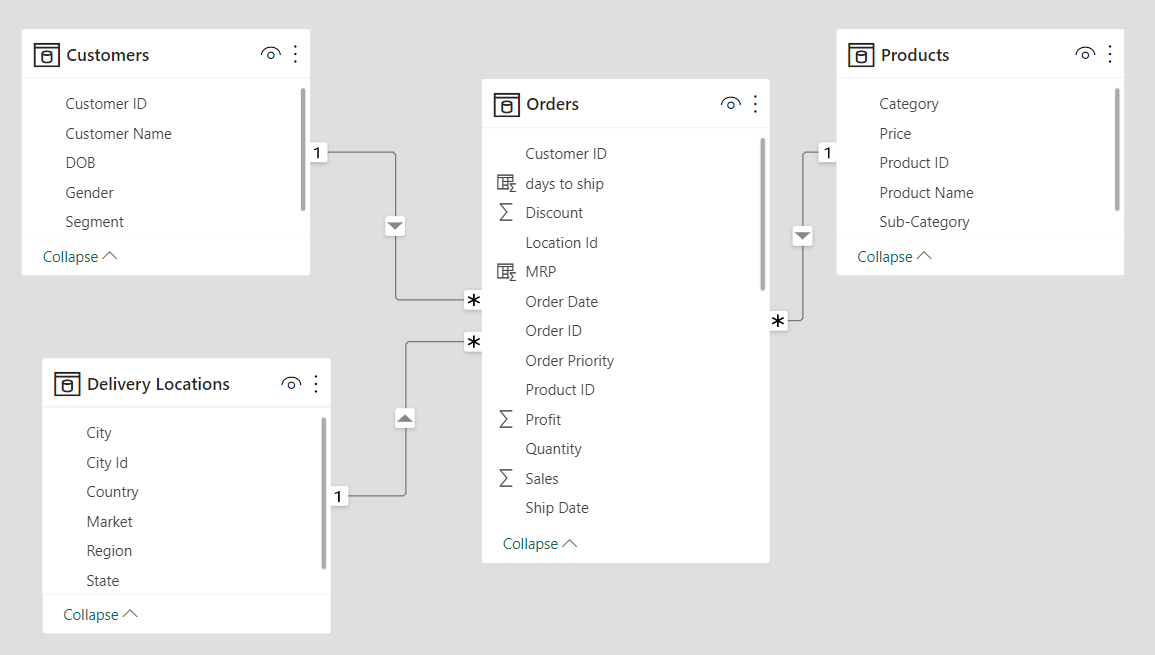 Customers
Customer ID
Customer Name
DOB
Gender
Segment
Collapse
1
*
Delivery Locations
City
City Id
Country
Market
Region
State
Collapse
1
*
Orders
Customer ID
days to ship
Discount
Location Id
MRP
Order Date
Order ID
Order Priority
Product ID
Profit
Quantity
Sales
Ship Date
Collapse
Products
Category
Price
Product ID
Product Name
Sub-Category
Collapse
1
*